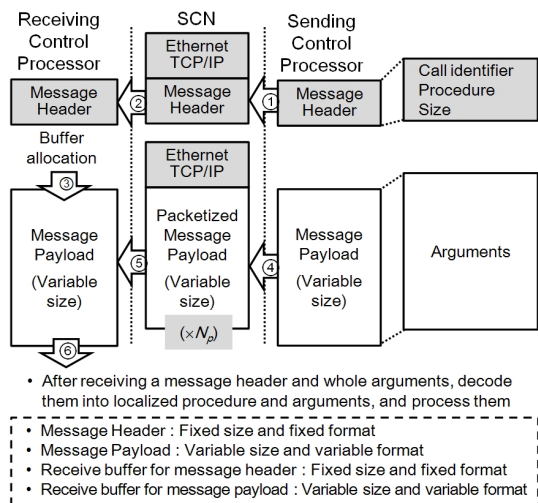 Receiving
Control
Processor
SCN
Sending
Control
Processor
Ethernet
TCP/IP
Message
Header
②
Message
Header
①
Message
Header
Call identifier
Procedure
Size
Buffer
allocation
③
Ethernet
TCP/IP
Message
Payload
(Variable
size)
⑤
Packetized
Message
Payload
(Variable
size)
(×Np)
④
Message
Payload
(Variable
size)
Arguments
⑥
• After receiving a message header and whole arguments, decode
them into localized procedure and arguments, and process them
• Message Header : Fixed size and fixed format
• Message Payload : Variable size and variable format
• Receive buffer for message header : Fixed size and fixed format
• Receive buffer for message payload : Variable size and variable format